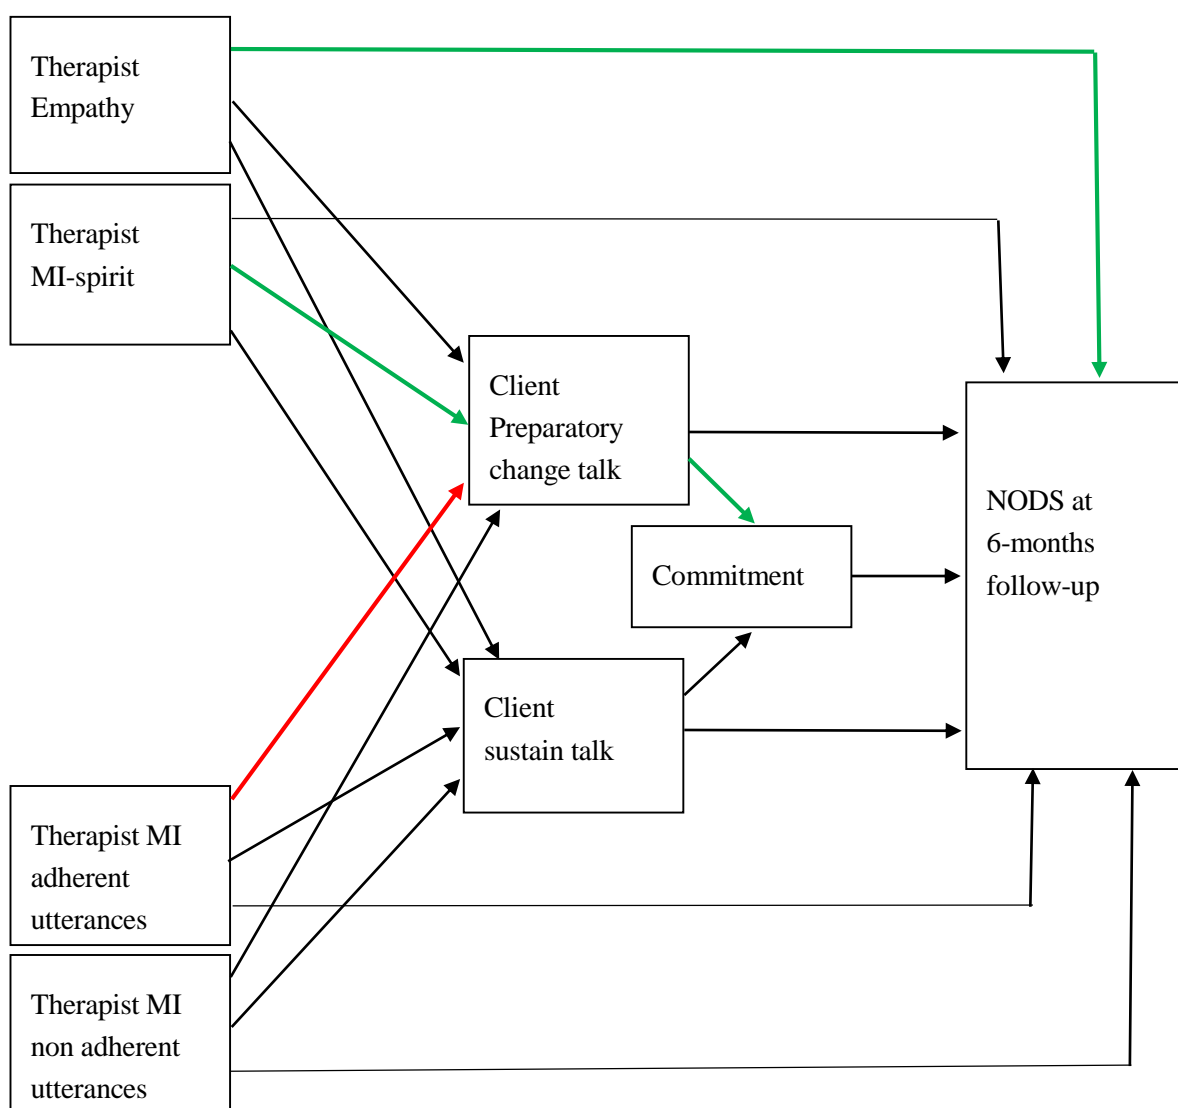 Therapist
Empathy
Therapist
MI-spirit
Client
Preparatory
change talk
NODS at
6-months
follow-up
Commitment
Client
sustain talk
Therapist MI
adherent
utterances
Therapist MI
non adherent
utterances